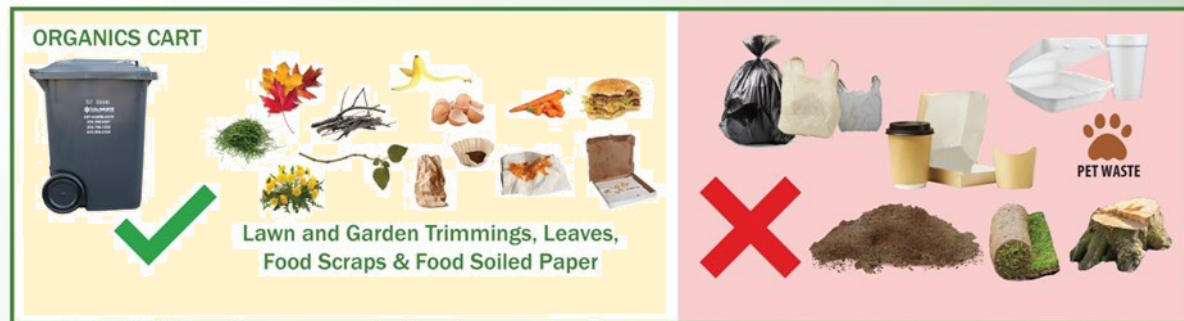 ORGANICS CART
Lawn and Garden Trimmings, Leaves,
Food Scraps & Food Soiled Paper
PET WASTE